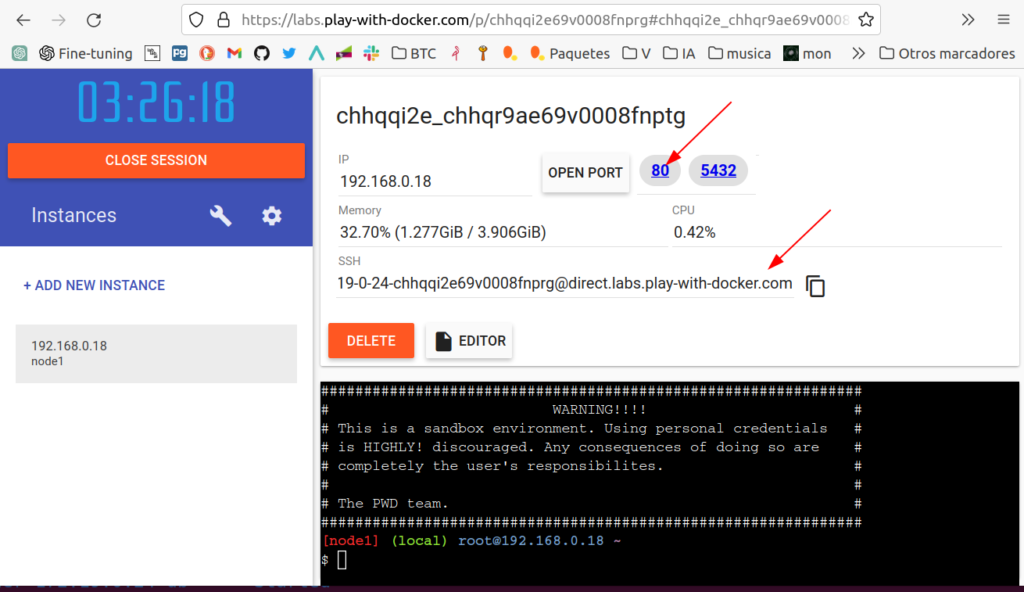 https://labs.play-with-docker.com/p/chhqqi2e69v0008fnprg#chhqqi2e_chhqr9ae69v0008
Fine-tuning
BTC
Paquetes
V
IA
musica
mon
Otros marcadores
03:26:18
CLOSE SESSION
Instances
+ ADD NEW INSTANCE
192.168.0.18
node1
chhqqi2e_chhqr9ae69v0008fnptg
IP
192.168.0.18
OPEN PORT
80
5432
Memory
32.70% (1.277GiB / 3.906GiB)
CPU
0.42%
SSH
19-0-24-chhqqi2e69v0008fnprg@direct.labs.play-with-docker.com
DELETE
EDITOR
###############################################################
# WARNING!!!! #
# This is a sandbox environment. Using personal credentials #
# is HIGHLY! discouraged. Any consequences of doing so are #
# completely the user's responsibilites. #
# #
# The PWD team. #
###############################################################
[node1] (local) root@192.168.0.18 ~
$